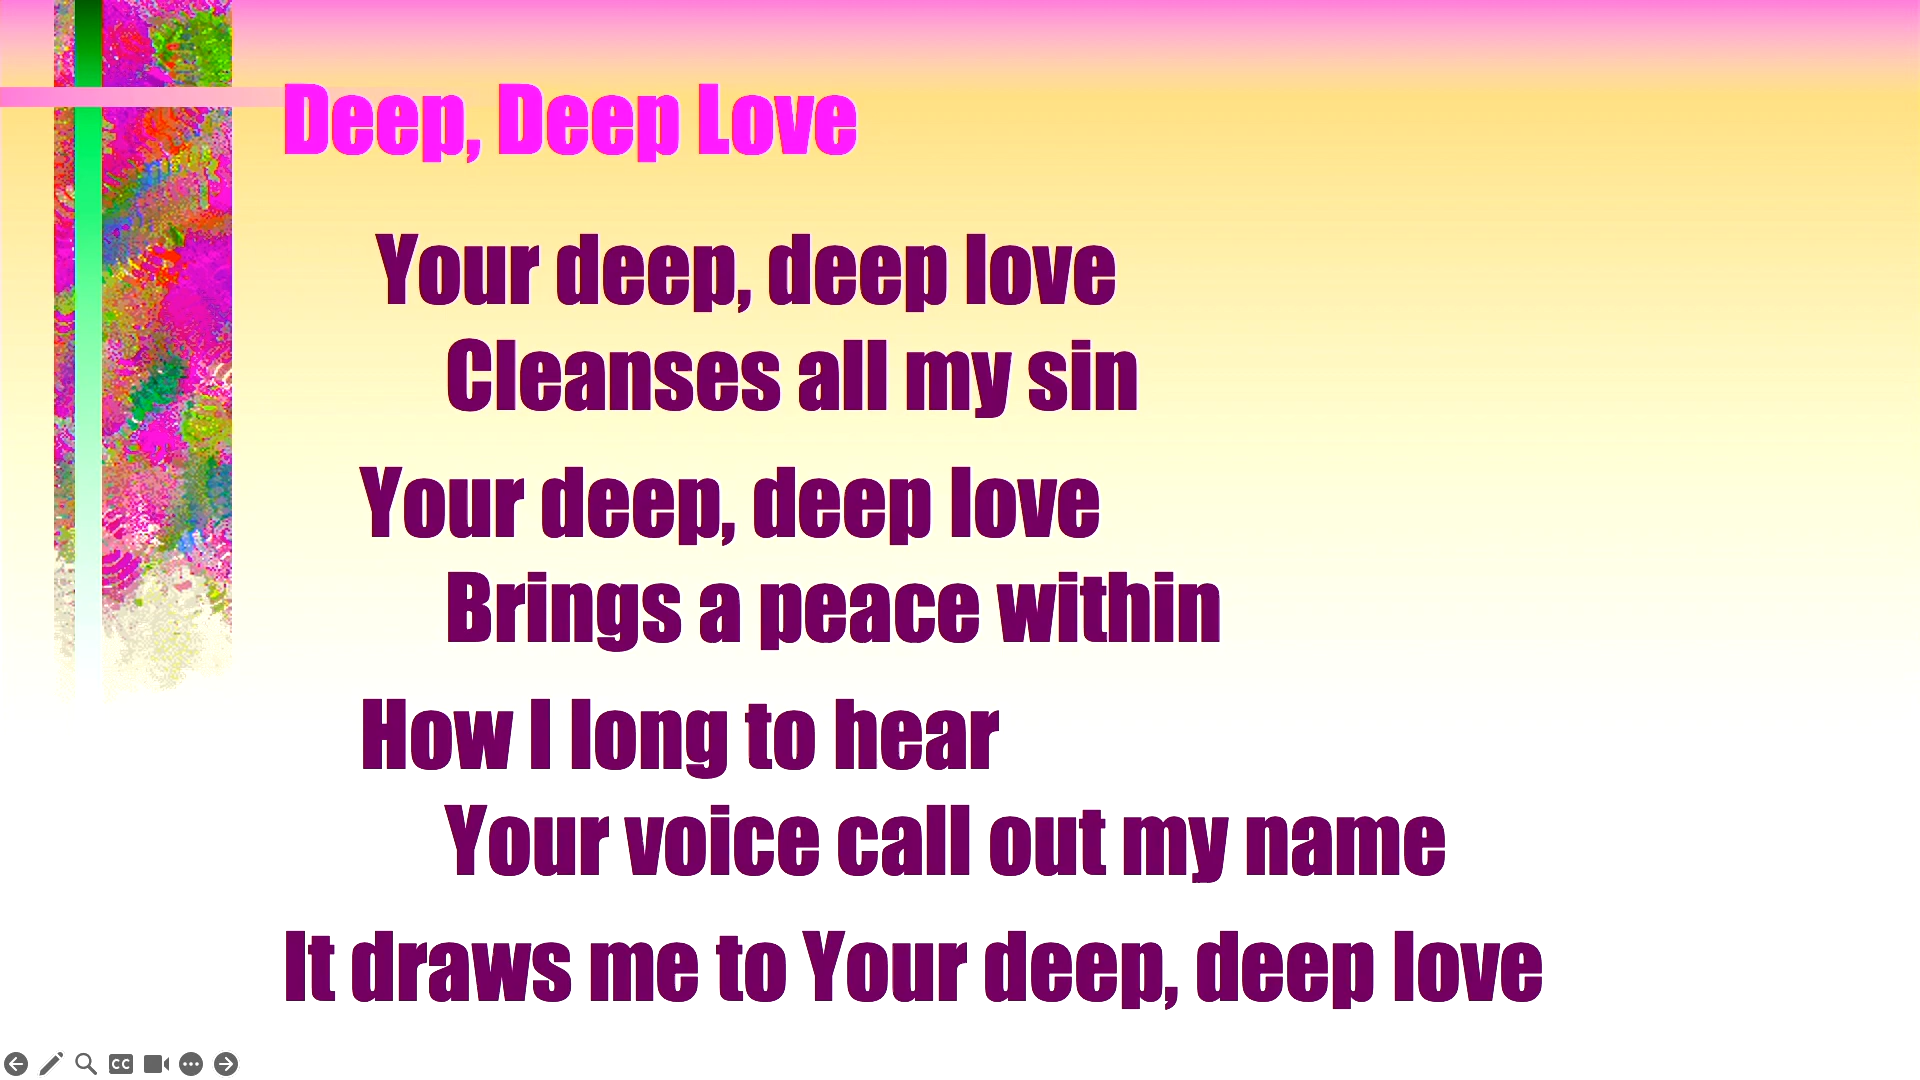 Deep, Deep Love
Your deep, deep love
Cleanses all my sin
Your deep, deep love
Brings a peace within
How I long to hear
Your voice call out my name
It draws me to Your deep, deep love
CC